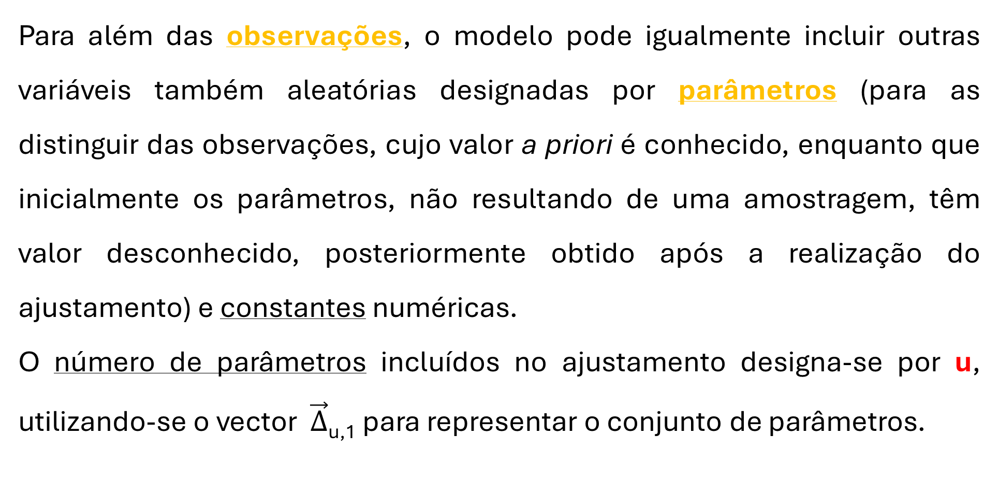 Para além das observações, o modelo pode igualmente incluir outras
variáveis também aleatórias designadas por parâmetros (para as
distinguir das observações, cujo valor a priori é conhecido, enquanto que
inicialmente os parâmetros, não resultando de uma amostragem, têm
valor desconhecido, posteriormente obtido após a realização do
ajustamento) e constantes numéricas.
O número de parâmetros incluídos no ajustamento designa-se por u,
utilizando-se o vector $\overrightarrow{\Delta}_{u,1}$ para representar o conjunto de parâmetros.